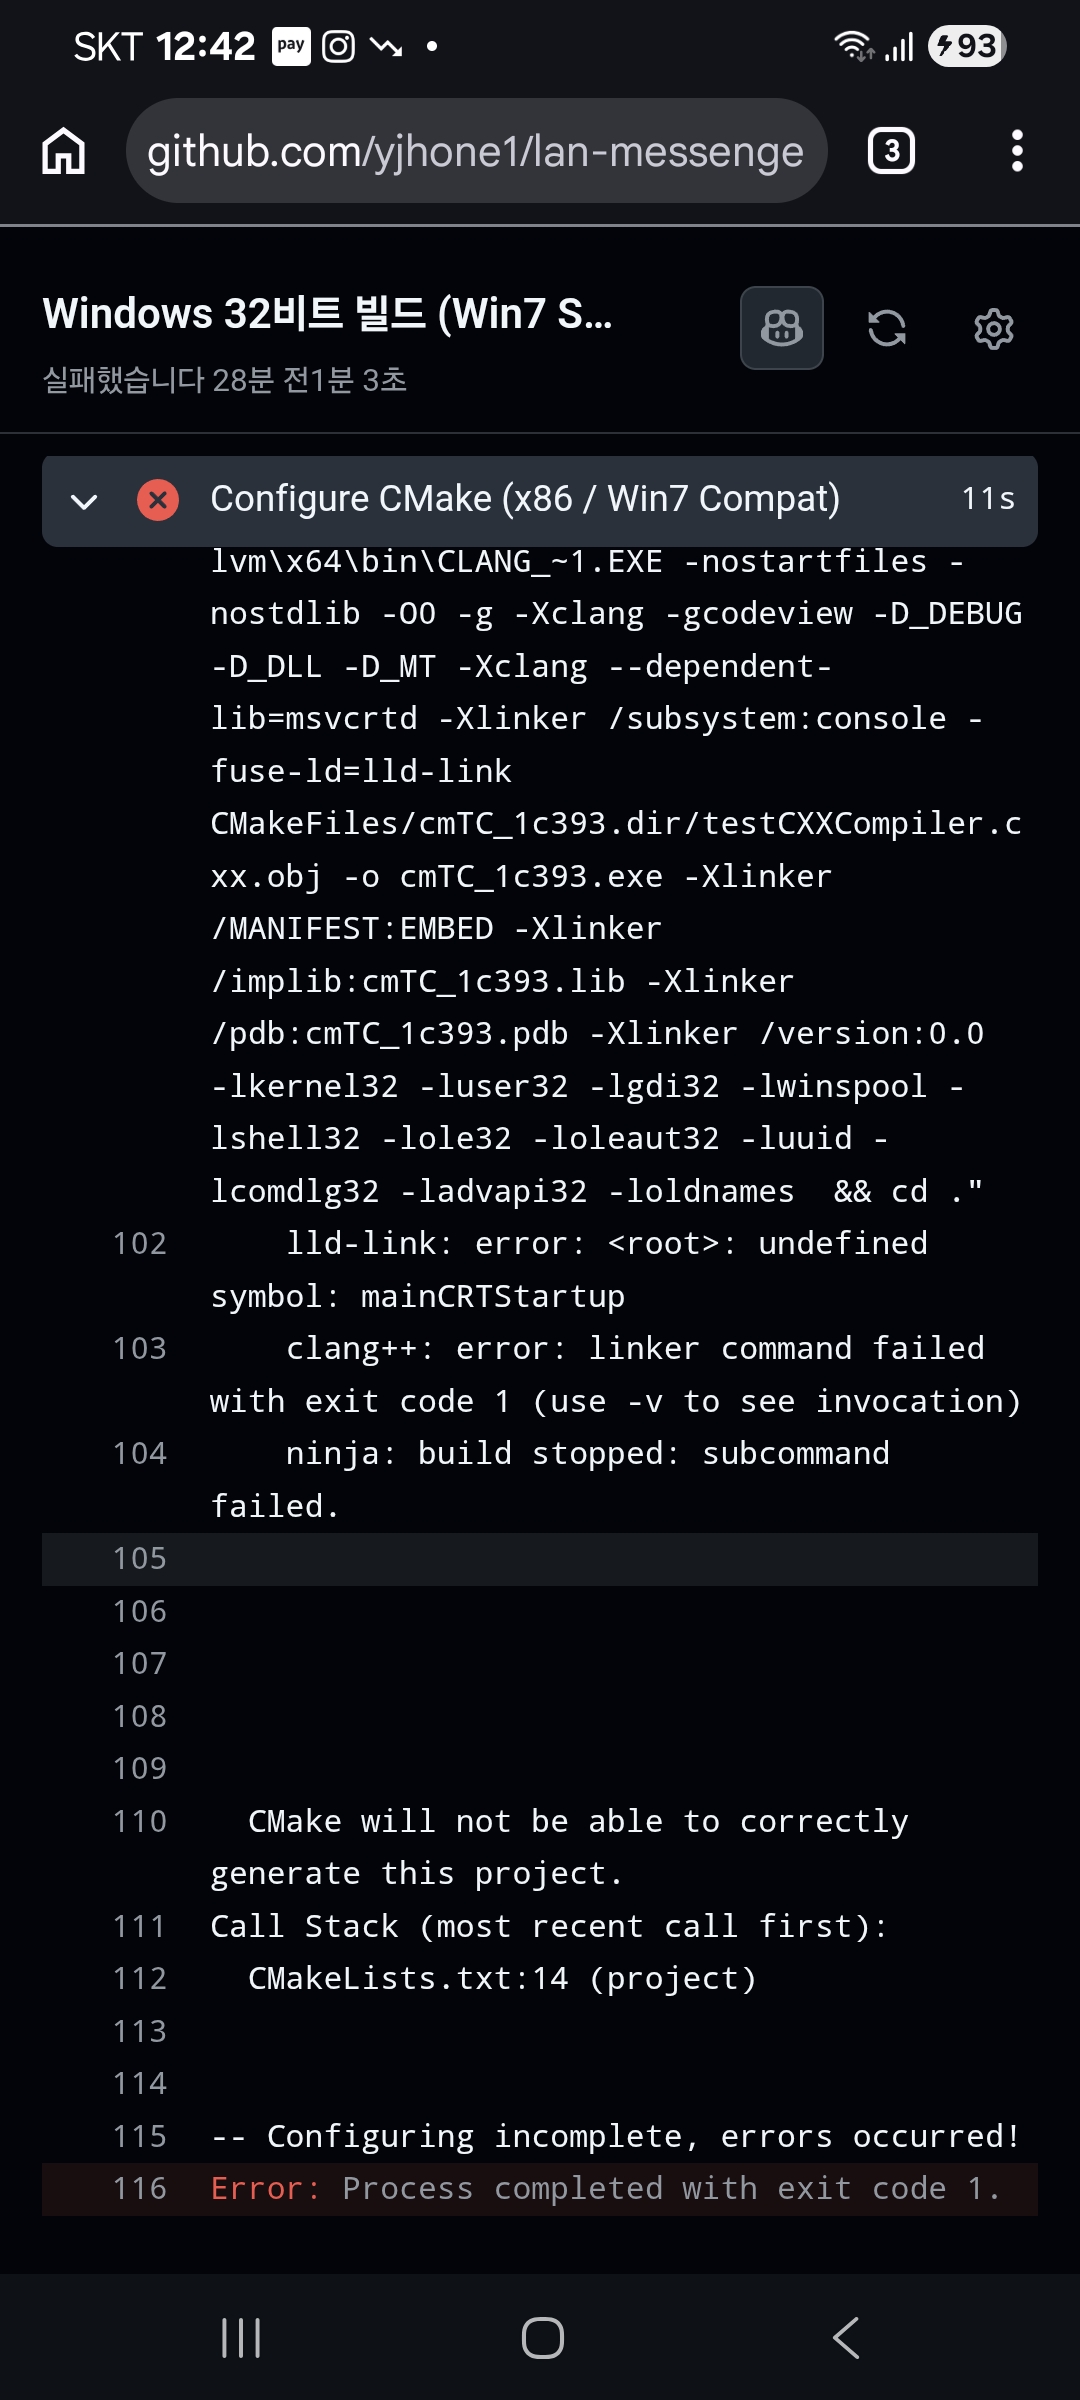 SKT 12:42 pay 93
github.com/yjhone1/lan-messenge 3
Windows 32비트 빌드 (Win7 S...
실패했습니다 28분 전1분 3초
Configure CMake (x86 / Win7 Compat) 11s
lvm\x64\bin\CLANG_~1.EXE -nostartfiles -
nostdlib -O0 -g -Xclang -gcodeview -D_DEBUG
-D_DLL -D_MT -Xclang --dependent-
lib=msvcrtd -Xlinker /subsystem:console -
fuse-ld=lld-link
CMakeFiles/cmTC_1c393.dir/testCXXCompiler.c
xx.obj -o cmTC_1c393.exe -Xlinker
/MANIFEST:EMBED -Xlinker
/implib:cmTC_1c393.lib -Xlinker
/pdb:cmTC_1c393.pdb -Xlinker /version:0.0
-lkernel32 -luser32 -lgdi32 -lwinspool -
lshell32 -lole32 -loleaut32 -luuid -
lcomdlg32 -ladvapi32 -loldnames  && cd ."
102 lld-link: error: <root>: undefined
symbol: mainCRTStartup
103 clang++: error: linker command failed
with exit code 1 (use -v to see invocation)
104 ninja: build stopped: subcommand
failed.
105
106
107
108
109
110 CMake will not be able to correctly
generate this project.
111 Call Stack (most recent call first):
112 CMakeLists.txt:14 (project)
113
114
115 -- Configuring incomplete, errors occurred!
116 Error: Process completed with exit code 1.